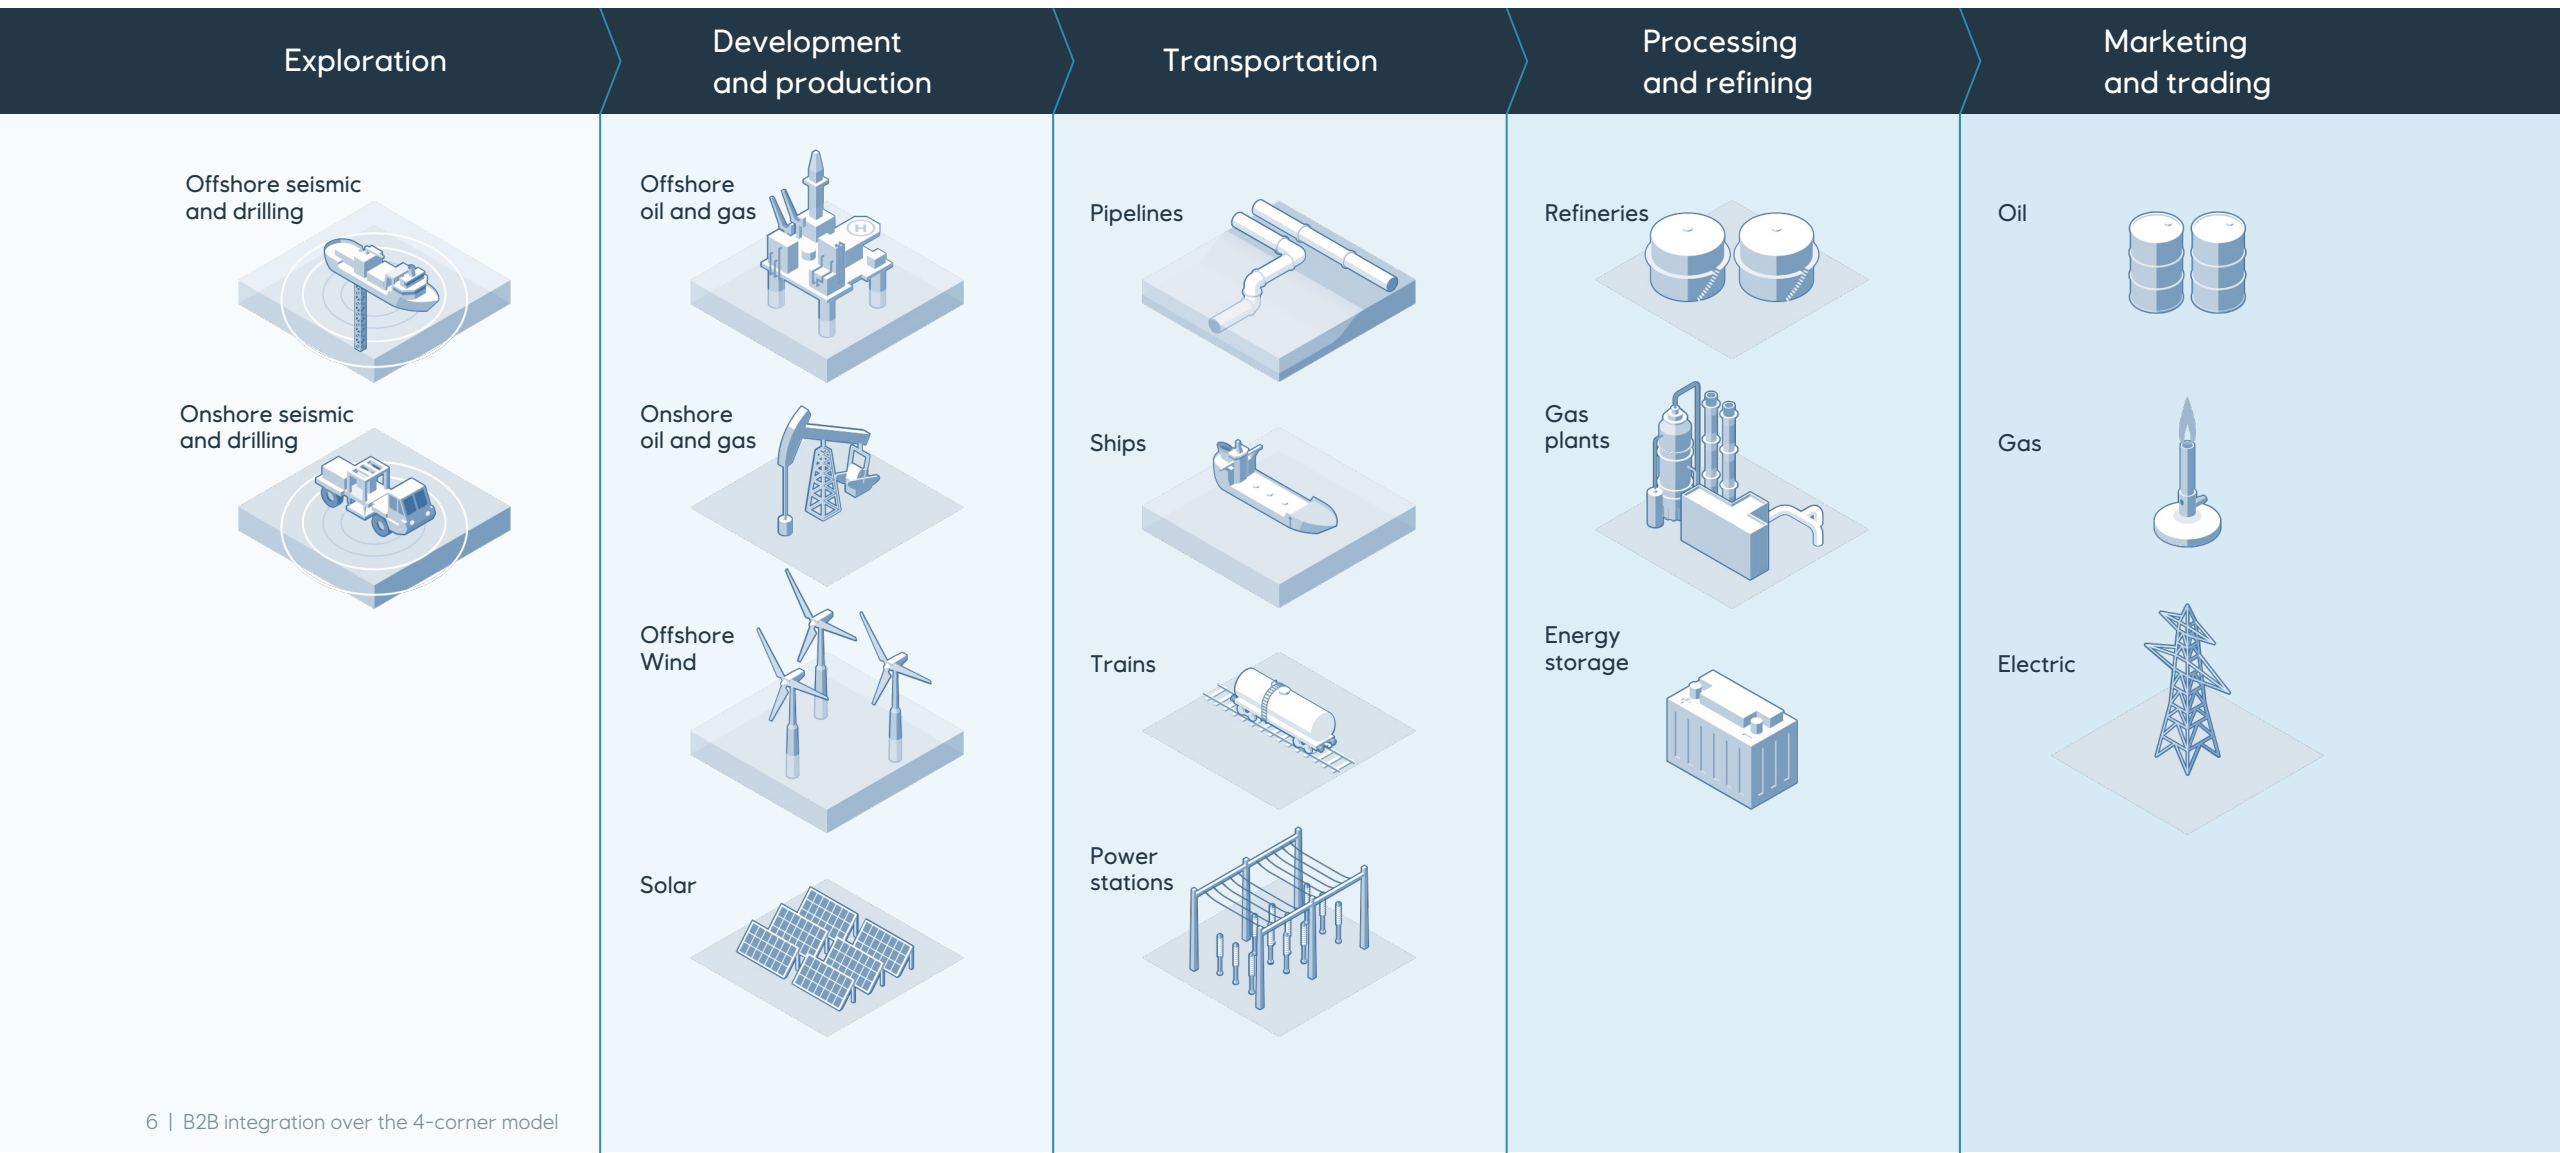 Exploration
Development
and production
Transportation
Processing
and refining
Marketing
and trading
Offshore seismic
and drilling
Onshore seismic
and drilling
Offshore
oil and gas
H
Onshore
oil and gas
Offshore
Wind
Solar
Pipelines
Ships
Trains
Power
stations
Refineries
Gas
plants
Energy
storage
Oil
Gas
Electric
6 | B2B integration over the 4-corner model